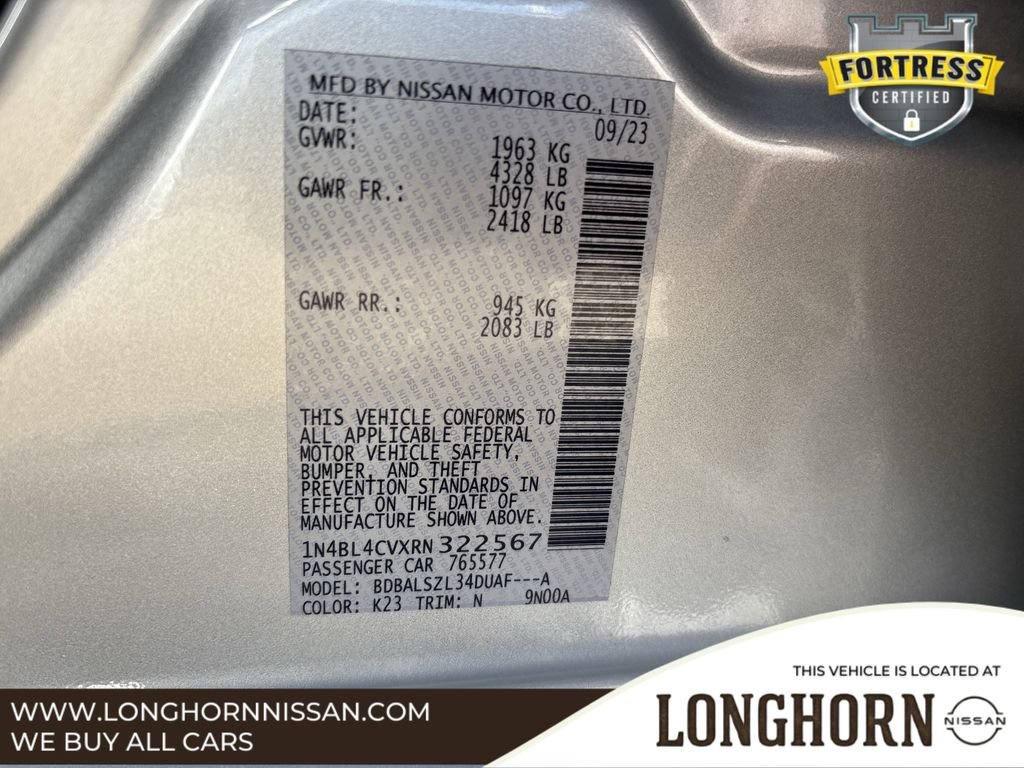 FORTRESS
CERTIFIED
MFD BY NISSAN MOTOR CO., LTD.
DATE: 09/23
GVWR: 1963 KG
4328 LB
GAWR FR.: 1097 KG
2418 LB
GAWR RR.: 945 KG
2083 LB
THIS VEHICLE CONFORMS TO
ALL APPLICABLE FEDERAL
MOTOR VEHICLE SAFETY,
BUMPER, AND THEFT
PREVENTION STANDARDS IN
EFFECT ON THE DATE OF
MANUFACTURE SHOWN ABOVE.
1N4BL4CVXRN322567
PASSENGER CAR 765577
MODEL: BDBALSZL34DUAF---A
COLOR: K23 TRIM: N 9N00A
THIS VEHICLE IS LOCATED AT
LONGHORN NISSAN
WWW.LONGHORNNISSAN.COM
WE BUY ALL CARS